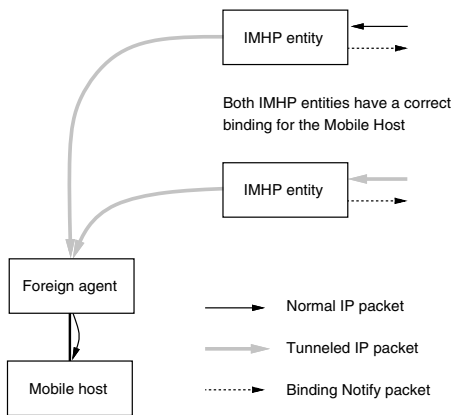 IMHP entity
Both IMHP entities have a correct
binding for the Mobile Host
IMHP entity
Foreign agent
Mobile host
Normal IP packet
Tunneled IP packet
Binding Notify packet